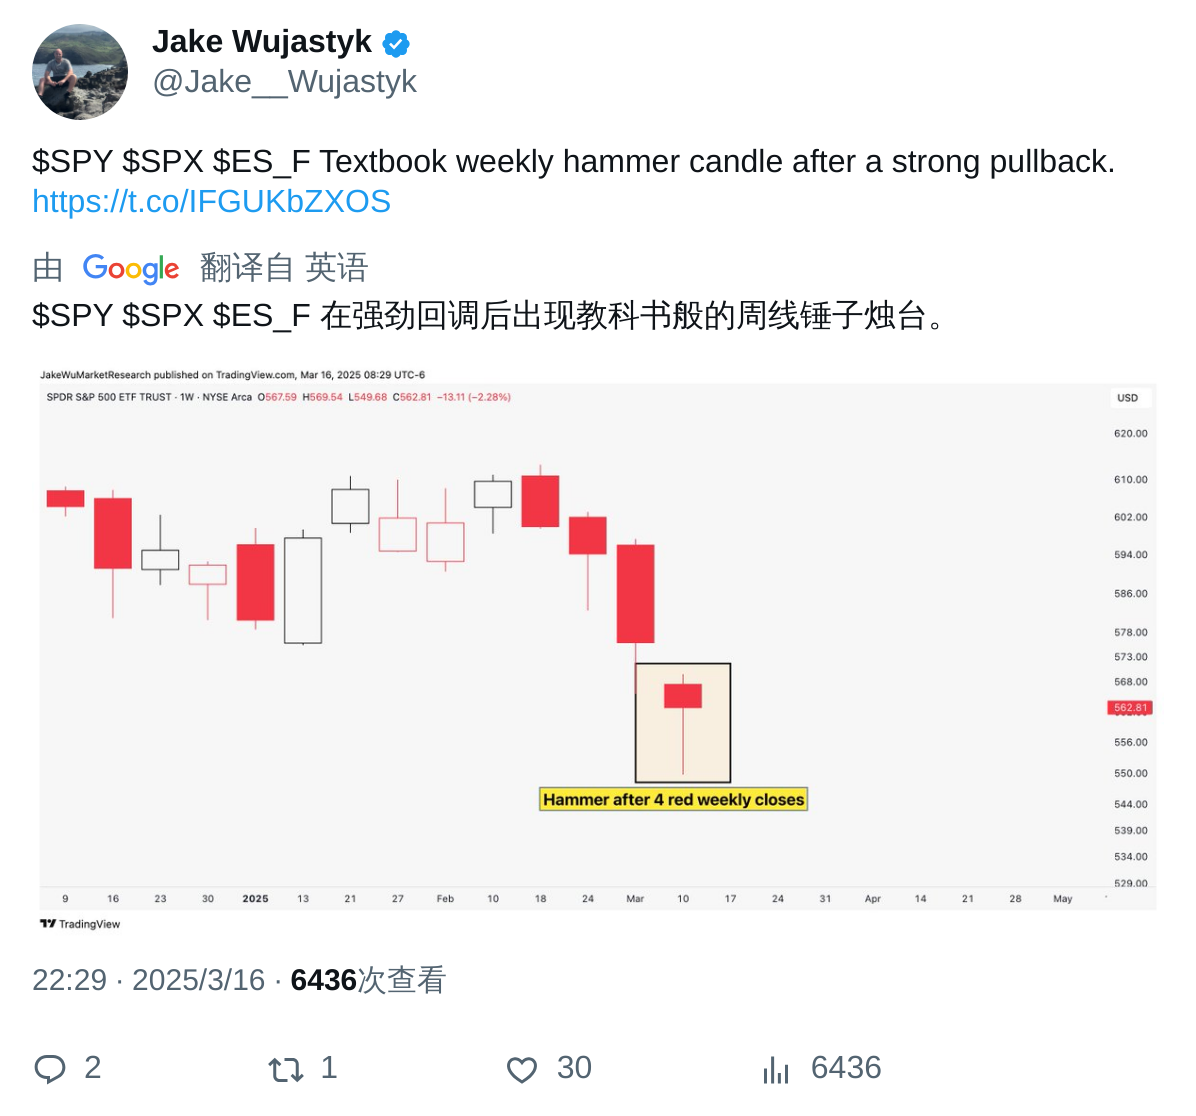 Jake Wujastyk
@Jake__Wujastyk
$SPY $SPX $ES_F Textbook weekly hammer candle after a strong pullback.
https://t.co/IFGUKbZXOS
由 Google 翻译自 英语
$SPY $SPX $ES_F 在强劲回调后出现教科书般的周线锤子烛台。
JakeWuMarketResearch published on TradingView.com, Mar 16, 2025 08:29 UTC-6
SPDR S&P 500 ETF TRUST · 1W · NYSE Arca O567.59 H569.54 L549.68 C562.81 −13.11 (−2.28%)
USD
620.00
610.00
602.00
594.00
586.00
578.00
573.00
568.00
562.81
556.00
550.00
544.00
539.00
534.00
529.00
Hammer after 4 red weekly closes
9 16 23 30 2025 13 21 27 Feb 10 18 24 Mar 10 17 24 31 Apr 14 21 28 May
TradingView
22:29 · 2025/3/16 · 6436次查看
2 1 30 6436